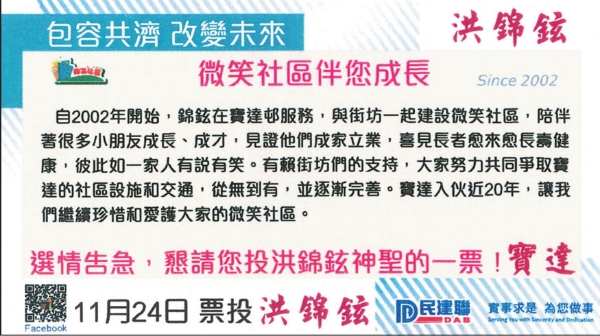 包容共濟 改變未來
洪錦鉉
微笑社區伴您成長
Since 2002
自2002年開始，錦鉉在寶達邨服務，與街坊一起建設微笑社區，陪伴
著很多小朋友成長、成才，見證他們成家立業，喜見長者愈來愈長壽健
康，彼此如一家人有說有笑。有賴街坊們的支持，大家努力共同爭取寶
達的社區設施和交通，從無到有，並逐漸完善。寶達入伙近20年，讓我
們繼續珍惜和愛護大家的微笑社區。
選情告急，懇請您投洪錦鉉神聖的一票！寶達
Facebook
11月24日 票投 洪錦鉉
民建聯
DAB
實事求是 為您做事
Serving You with Sincerity and Dedication